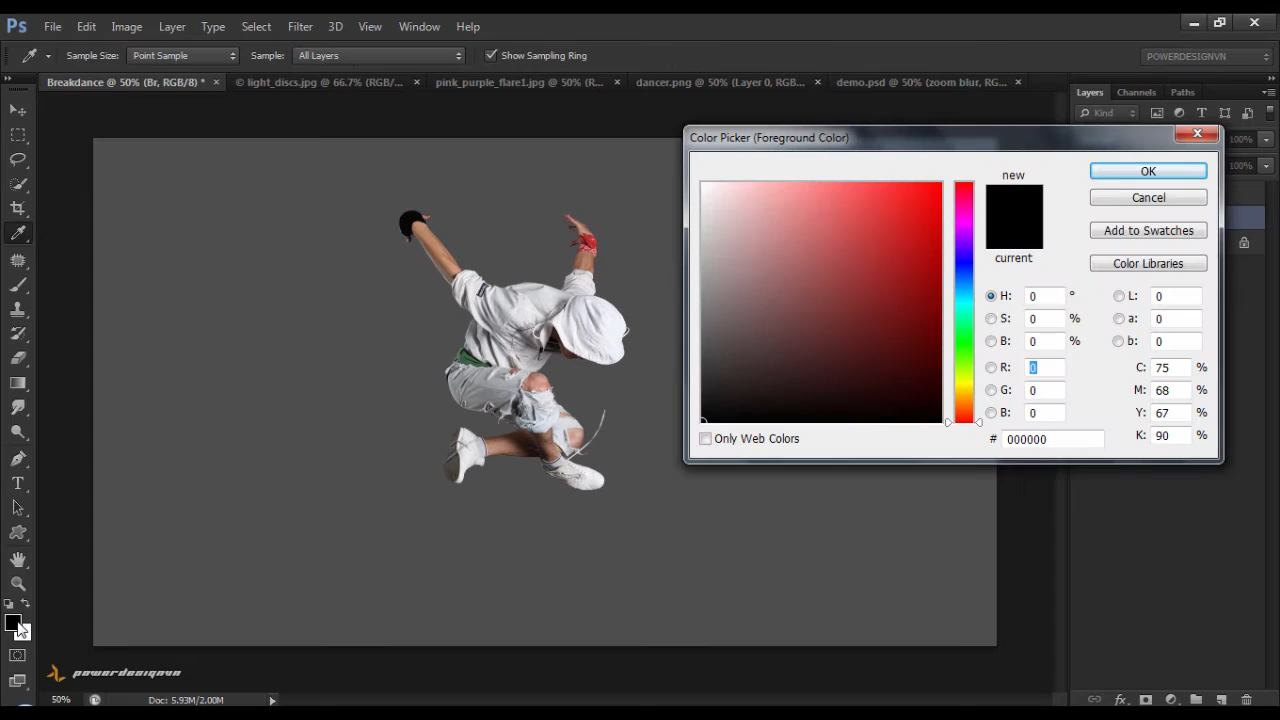 Ps File Edit Image Layer Type Select Filter 3D View Window Help
Sample Size: Point Sample Sample: All Layers Show Sampling Ring POWERDESIGNVN
Breakdance @ 50% (Br, RGB/8) * × © light_discs.jpg @ 66.7% (RGB/... × pink_purple_flare1.jpg @ 50% (R... × dancer.png @ 50% (Layer 0, RGB... × demo.psd @ 50% (zoom blur, RG... ×
Layers Channels Paths
Kind
100%
100%
Color Picker (Foreground Color)
new
current
OK
Cancel
Add to Swatches
Color Libraries
H: 0 ° L: 0
S: 0 % a: 0
B: 0 % b: 0
R: 0 C: 75 %
G: 0 M: 68 %
B: 0 Y: 67 %
# 000000 K: 90 %
Only Web Colors
powerdesignvn
50% Doc: 5.93M/2.00M
fx